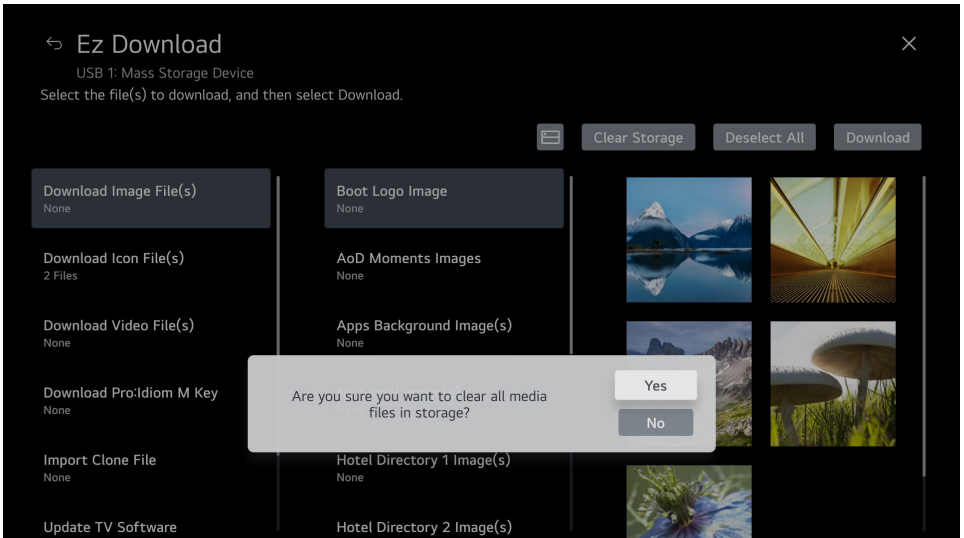 Ez Download
USB 1: Mass Storage Device
Select the file(s) to download, and then select Download.
Clear Storage
Deselect All
Download
Download Image File(s)
None
Download Icon File(s)
2 Files
Download Video File(s)
None
Download Pro:Idiom M Key
None
Import Clone File
None
Update TV Software
Boot Logo Image
None
AoD Moments Images
None
Apps Background Image(s)
None
Hotel Directory 1 Image(s)
None
Hotel Directory 2 Image(s)
Are you sure you want to clear all media
files in storage?
Yes
No